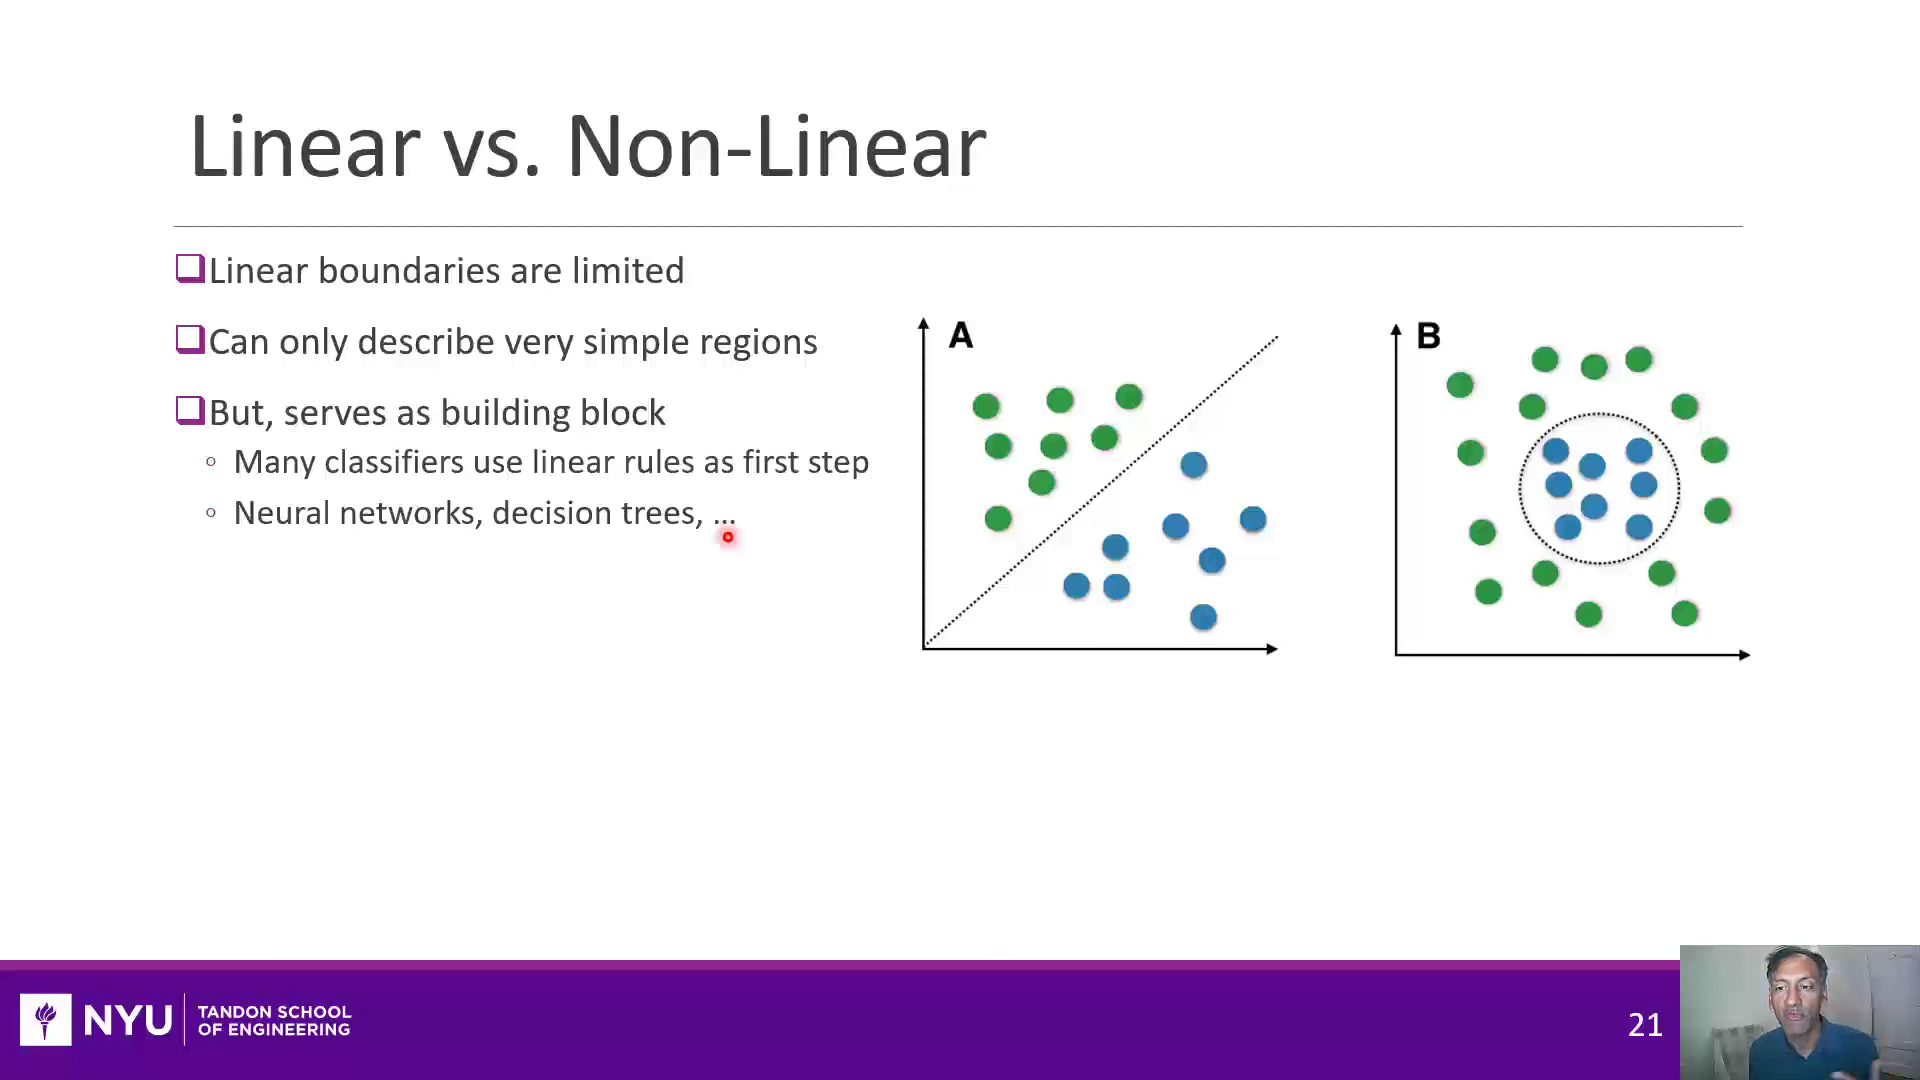 Linear vs. Non-Linear
Linear boundaries are limited
Can only describe very simple regions
But, serves as building block
Many classifiers use linear rules as first step
Neural networks, decision trees, ...
A
B
NYU
TANDON SCHOOL
OF ENGINEERING
21